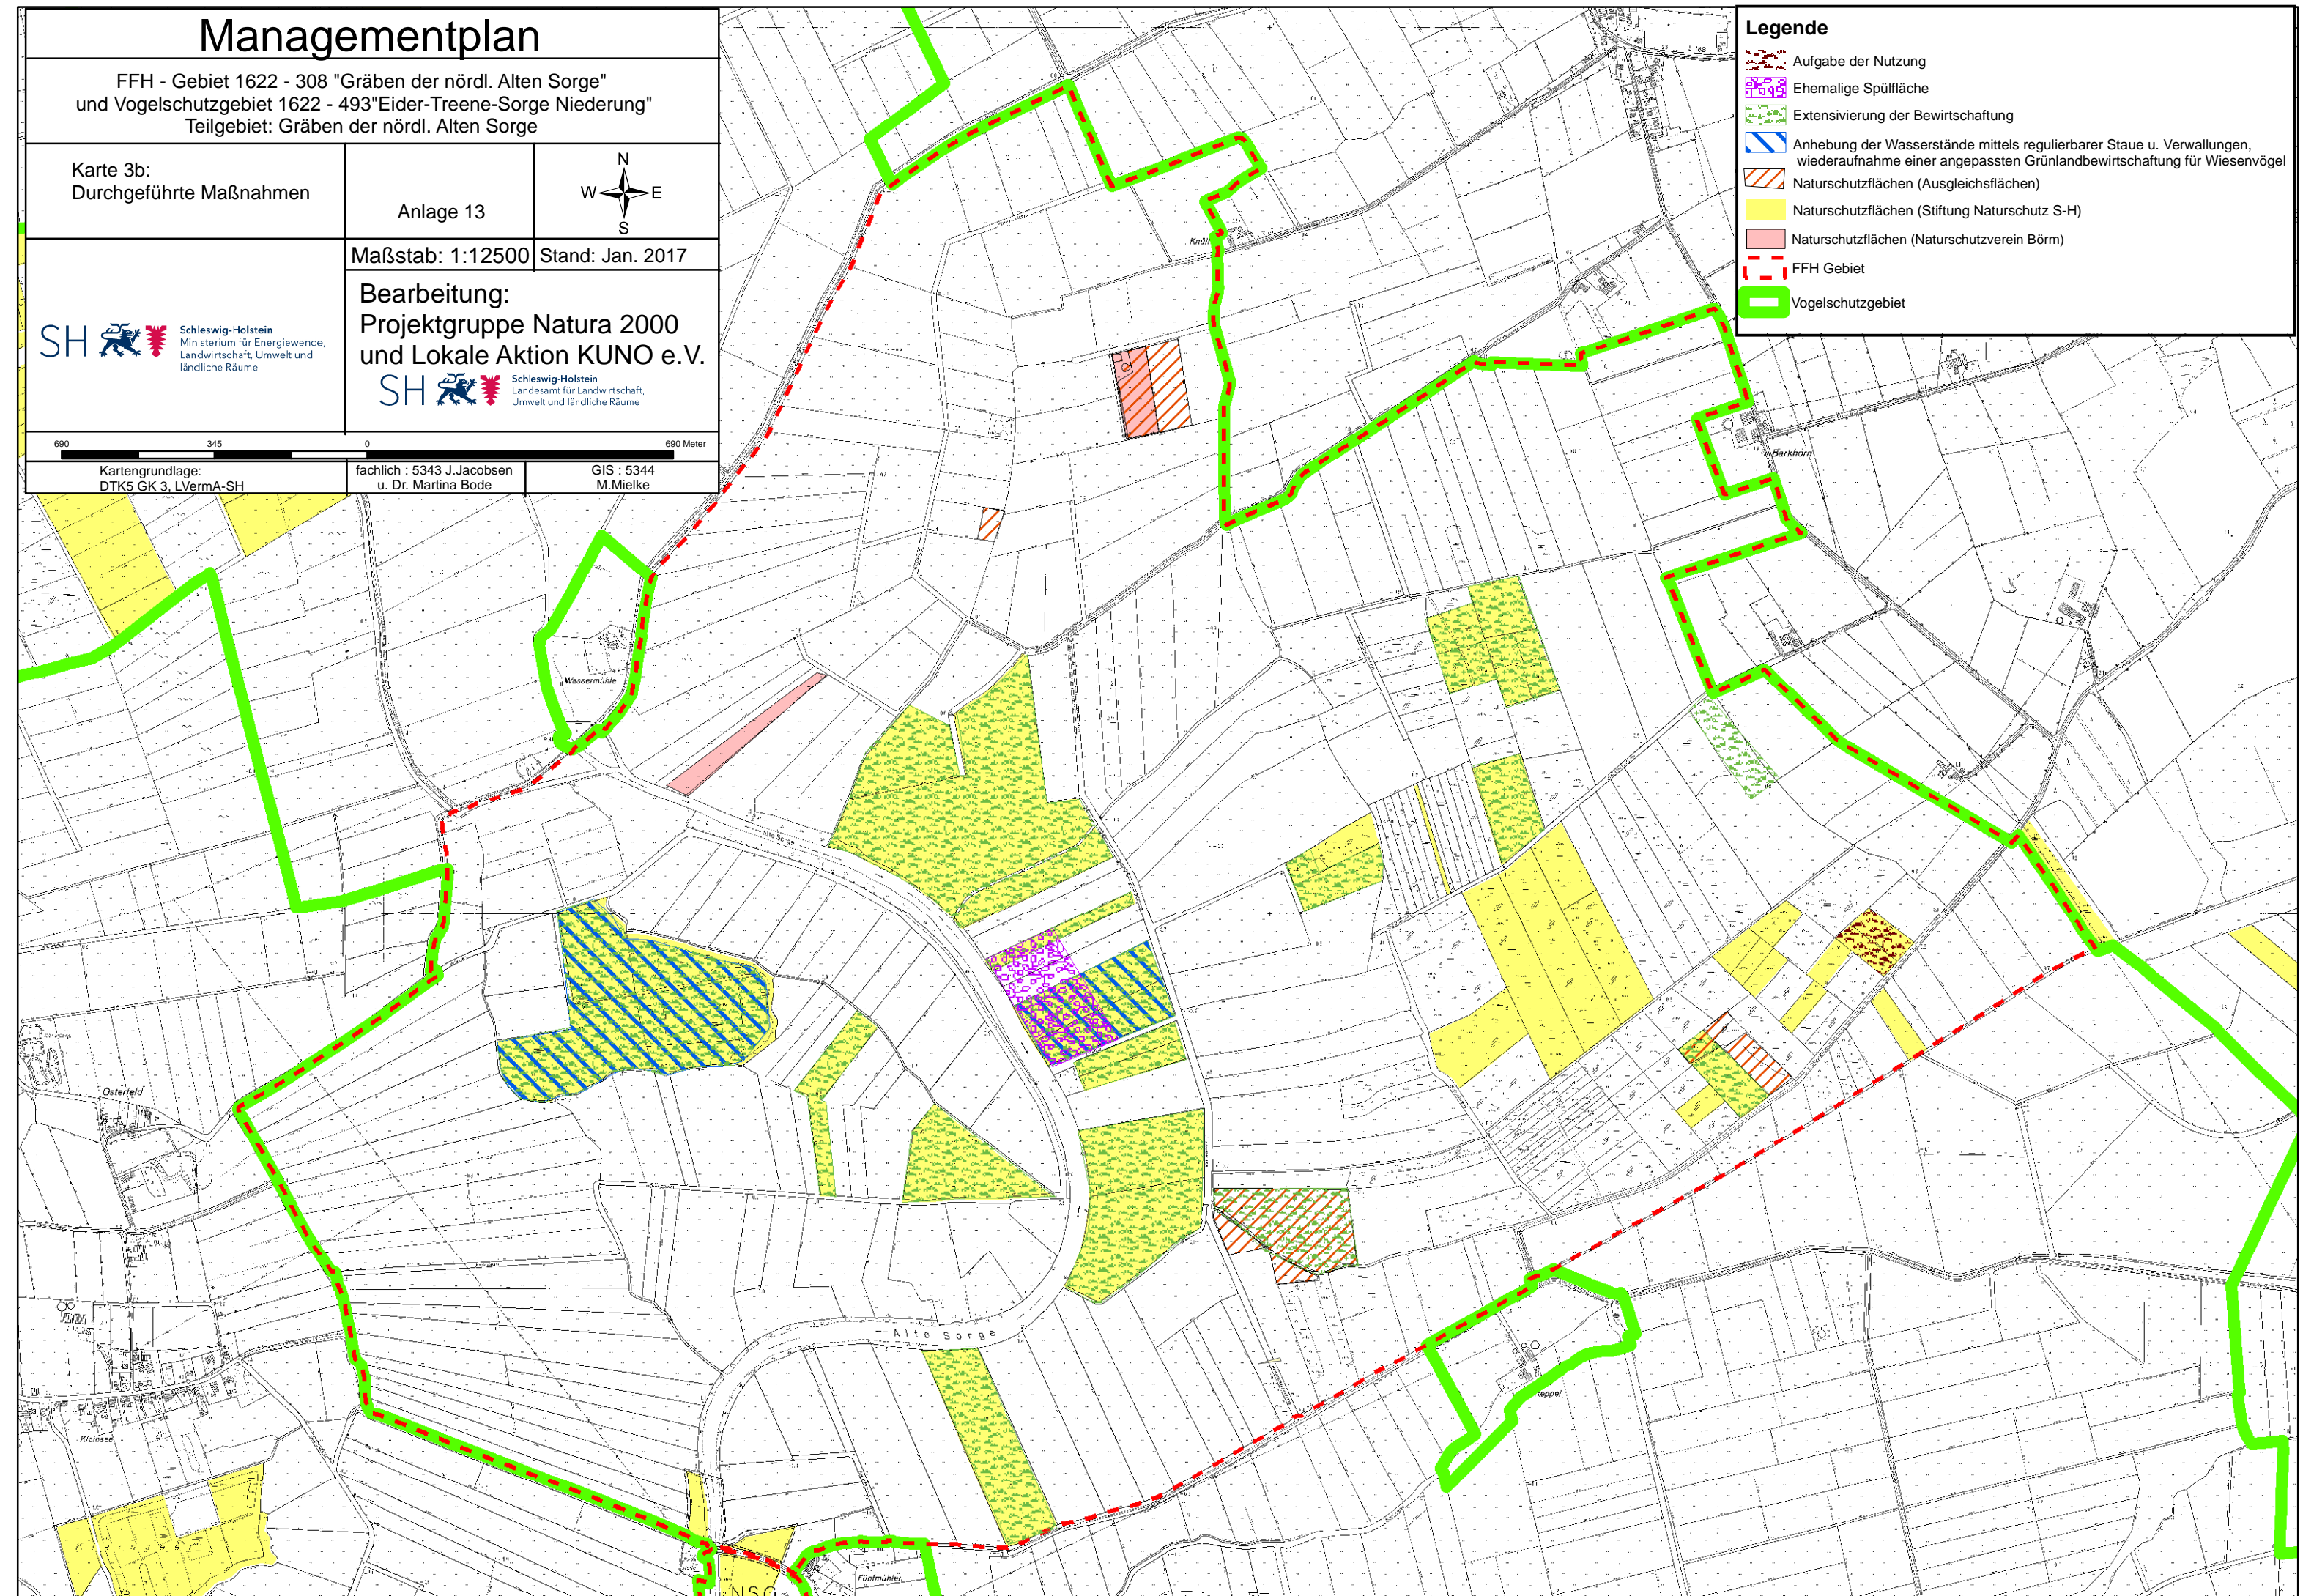 Managementplan
FFH - Gebiet 1622 - 308 "Gräben der nördl. Alten Sorge"
und Vogelschutzgebiet 1622 - 493"Eider-Treene-Sorge Niederung"
Teilgebiet: Gräben der nördl. Alten Sorge
Karte 3b:
Durchgeführte Maßnahmen
Anlage 13
N
W E
S
Maßstab: 1:12500
Stand: Jan. 2017
SH
Schleswig-Holstein
Ministerium für Energiewende,
Landwirtschaft, Umwelt und
ländliche Räume
Bearbeitung:
Projektgruppe Natura 2000
und Lokale Aktion KUNO e.V.
SH
Schleswig-Holstein
Landesamt für Landwirtschaft,
Umwelt und ländliche Räume
690 345 0 690 Meter
Kartengrundlage:
DTK5 GK 3, LVermA-SH
fachlich : 5343 J.Jacobsen
u. Dr. Martina Bode
GIS : 5344
M.Mielke
Legende
Aufgabe der Nutzung
Ehemalige Spülfläche
Extensivierung der Bewirtschaftung
Anhebung der Wasserstände mittels regulierbarer Staue u. Verwallungen,
wiederaufnahme einer angepassten Grünlandbewirtschaftung für Wiesenvögel
Naturschutzflächen (Ausgleichsflächen)
Naturschutzflächen (Stiftung Naturschutz S-H)
Naturschutzflächen (Naturschutzverein Börm)
FFH Gebiet
Vogelschutzgebiet
Knüll
Barkhorn
Wassermühle
Osterfeld
Alte Sorge
Kleinsee
Fünfmühlen
NSG